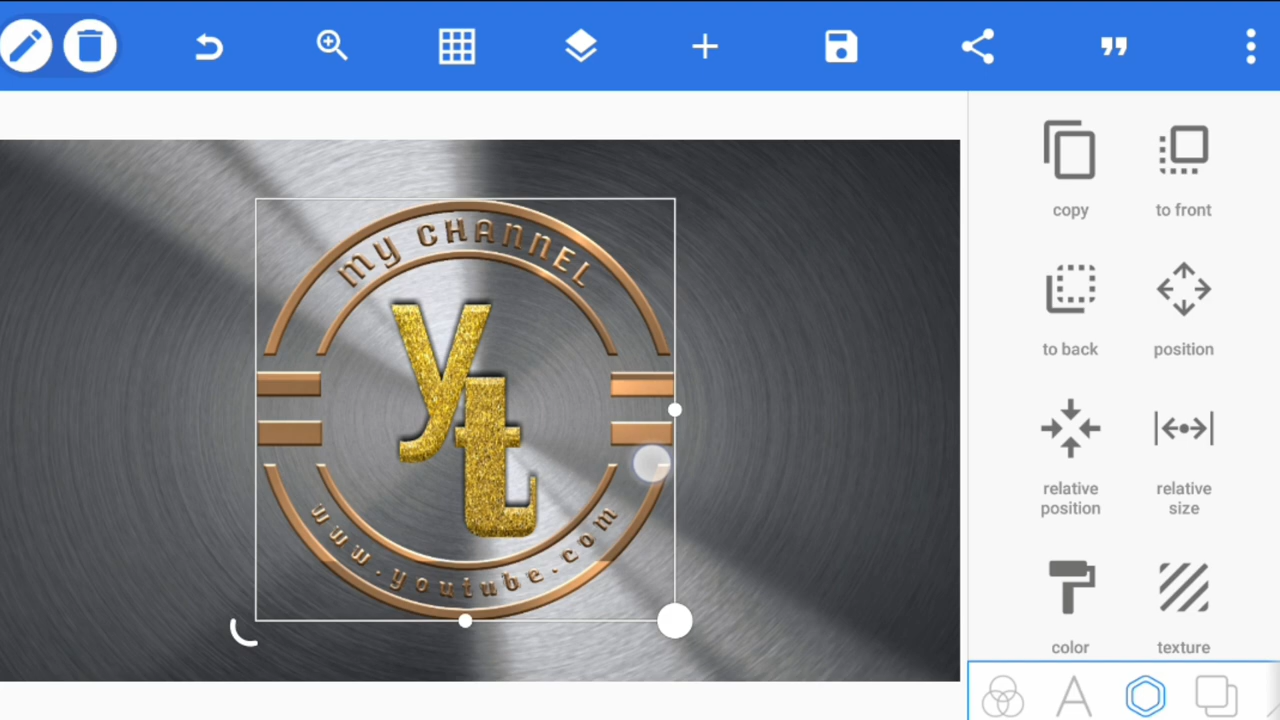 my CHANNEL
yt
www.youtube.com
copy
to front
to back
position
relative
position
relative
size
color
texture